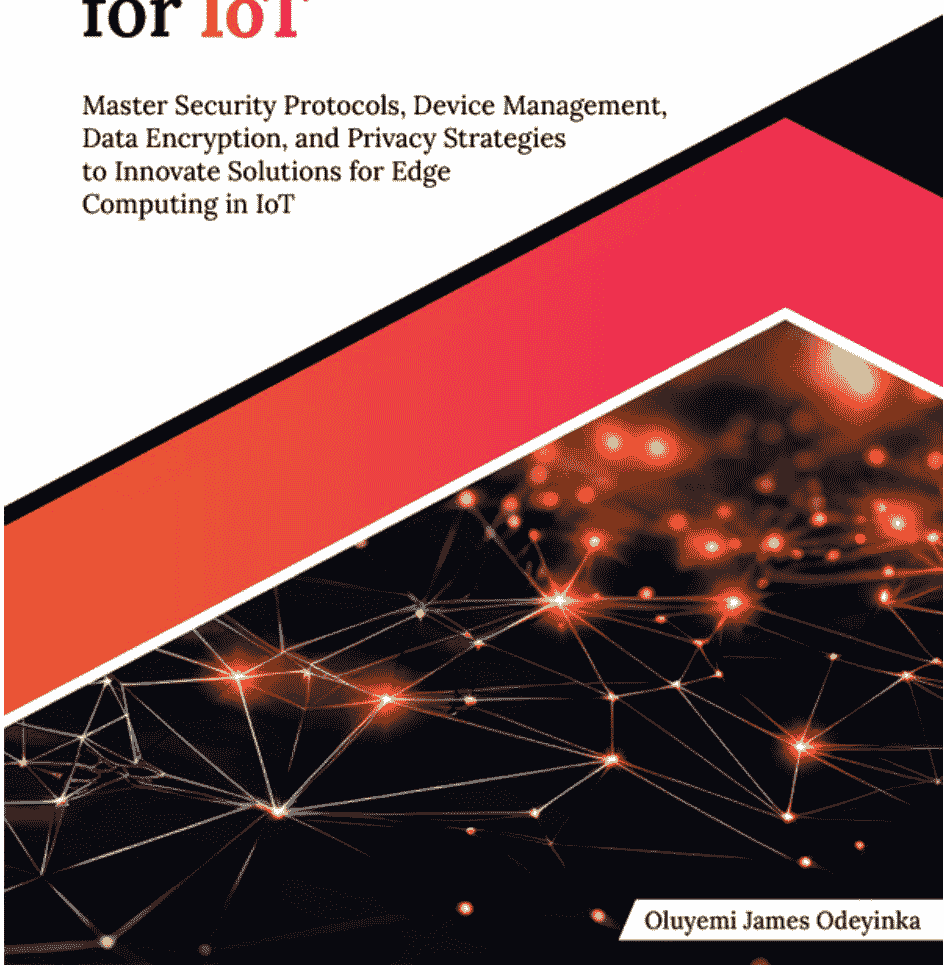 for IoT
Master Security Protocols, Device Management,
Data Encryption, and Privacy Strategies
to Innovate Solutions for Edge
Computing in IoT
Oluyemi James Odeyinka